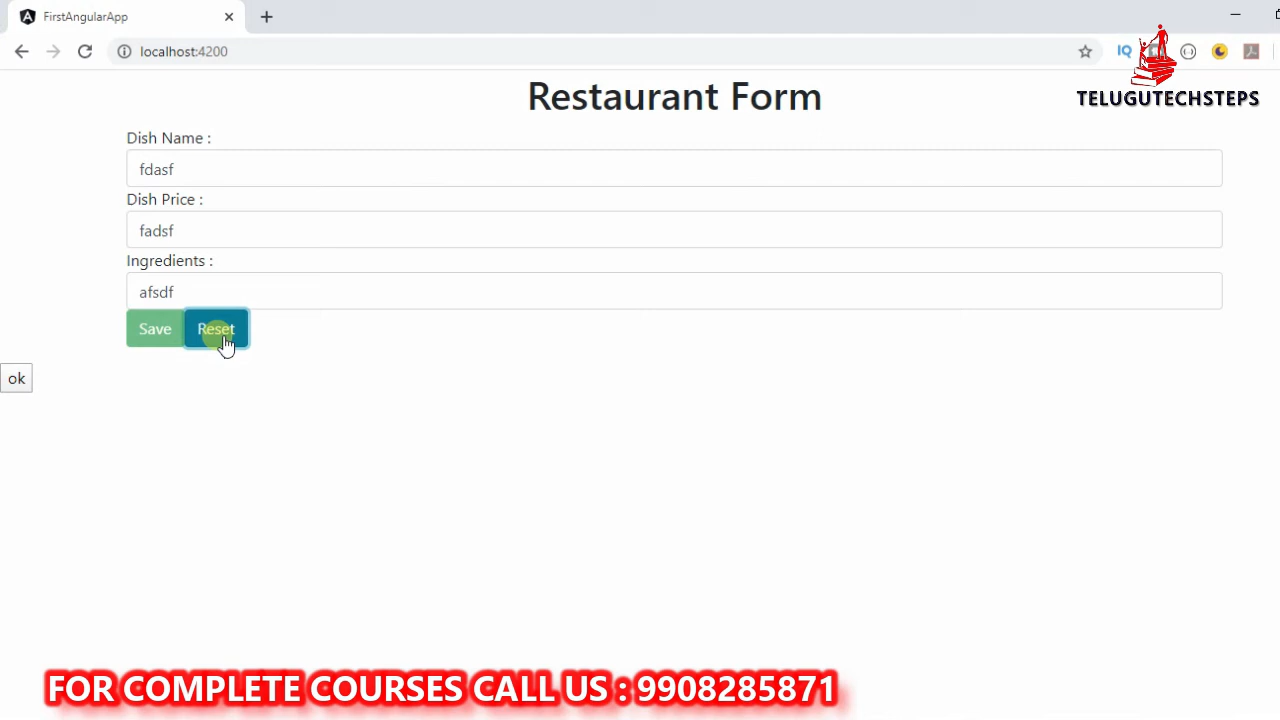 FirstAngularApp
localhost:4200
IQ
TELUGUTECHSTEPS
Restaurant Form
Dish Name :
fdasf
Dish Price :
fadsf
Ingredients :
afsdf
Save Reset
ok
FOR COMPLETE COURSES CALL US : 9908285871